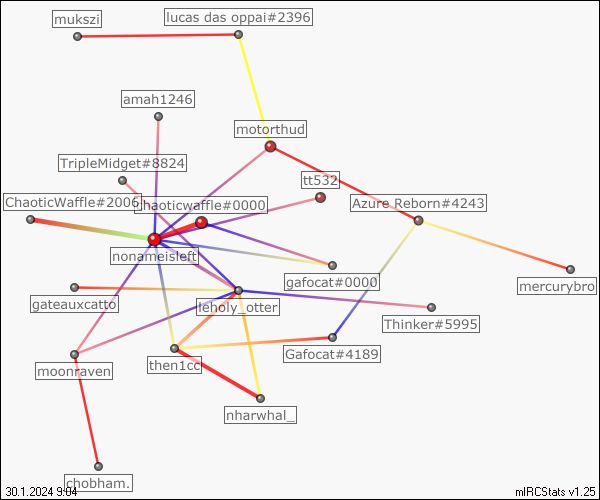 mukszi
lucas das oppai#2396
amah1246
motorthud
TripleMidget#8824
tt532
ChaoticWaffle#2006
chaoticwaffle#0000
Azure Reborn#4243
nonameisleft
gafocat#0000
mercurybro
gateauxcatto
leholy_otter
Thinker#5995
Gafocat#4189
moonraven
then1cc
nharwhal_
chobham.
30.1.2024 9:04
mIRCStats v1.25